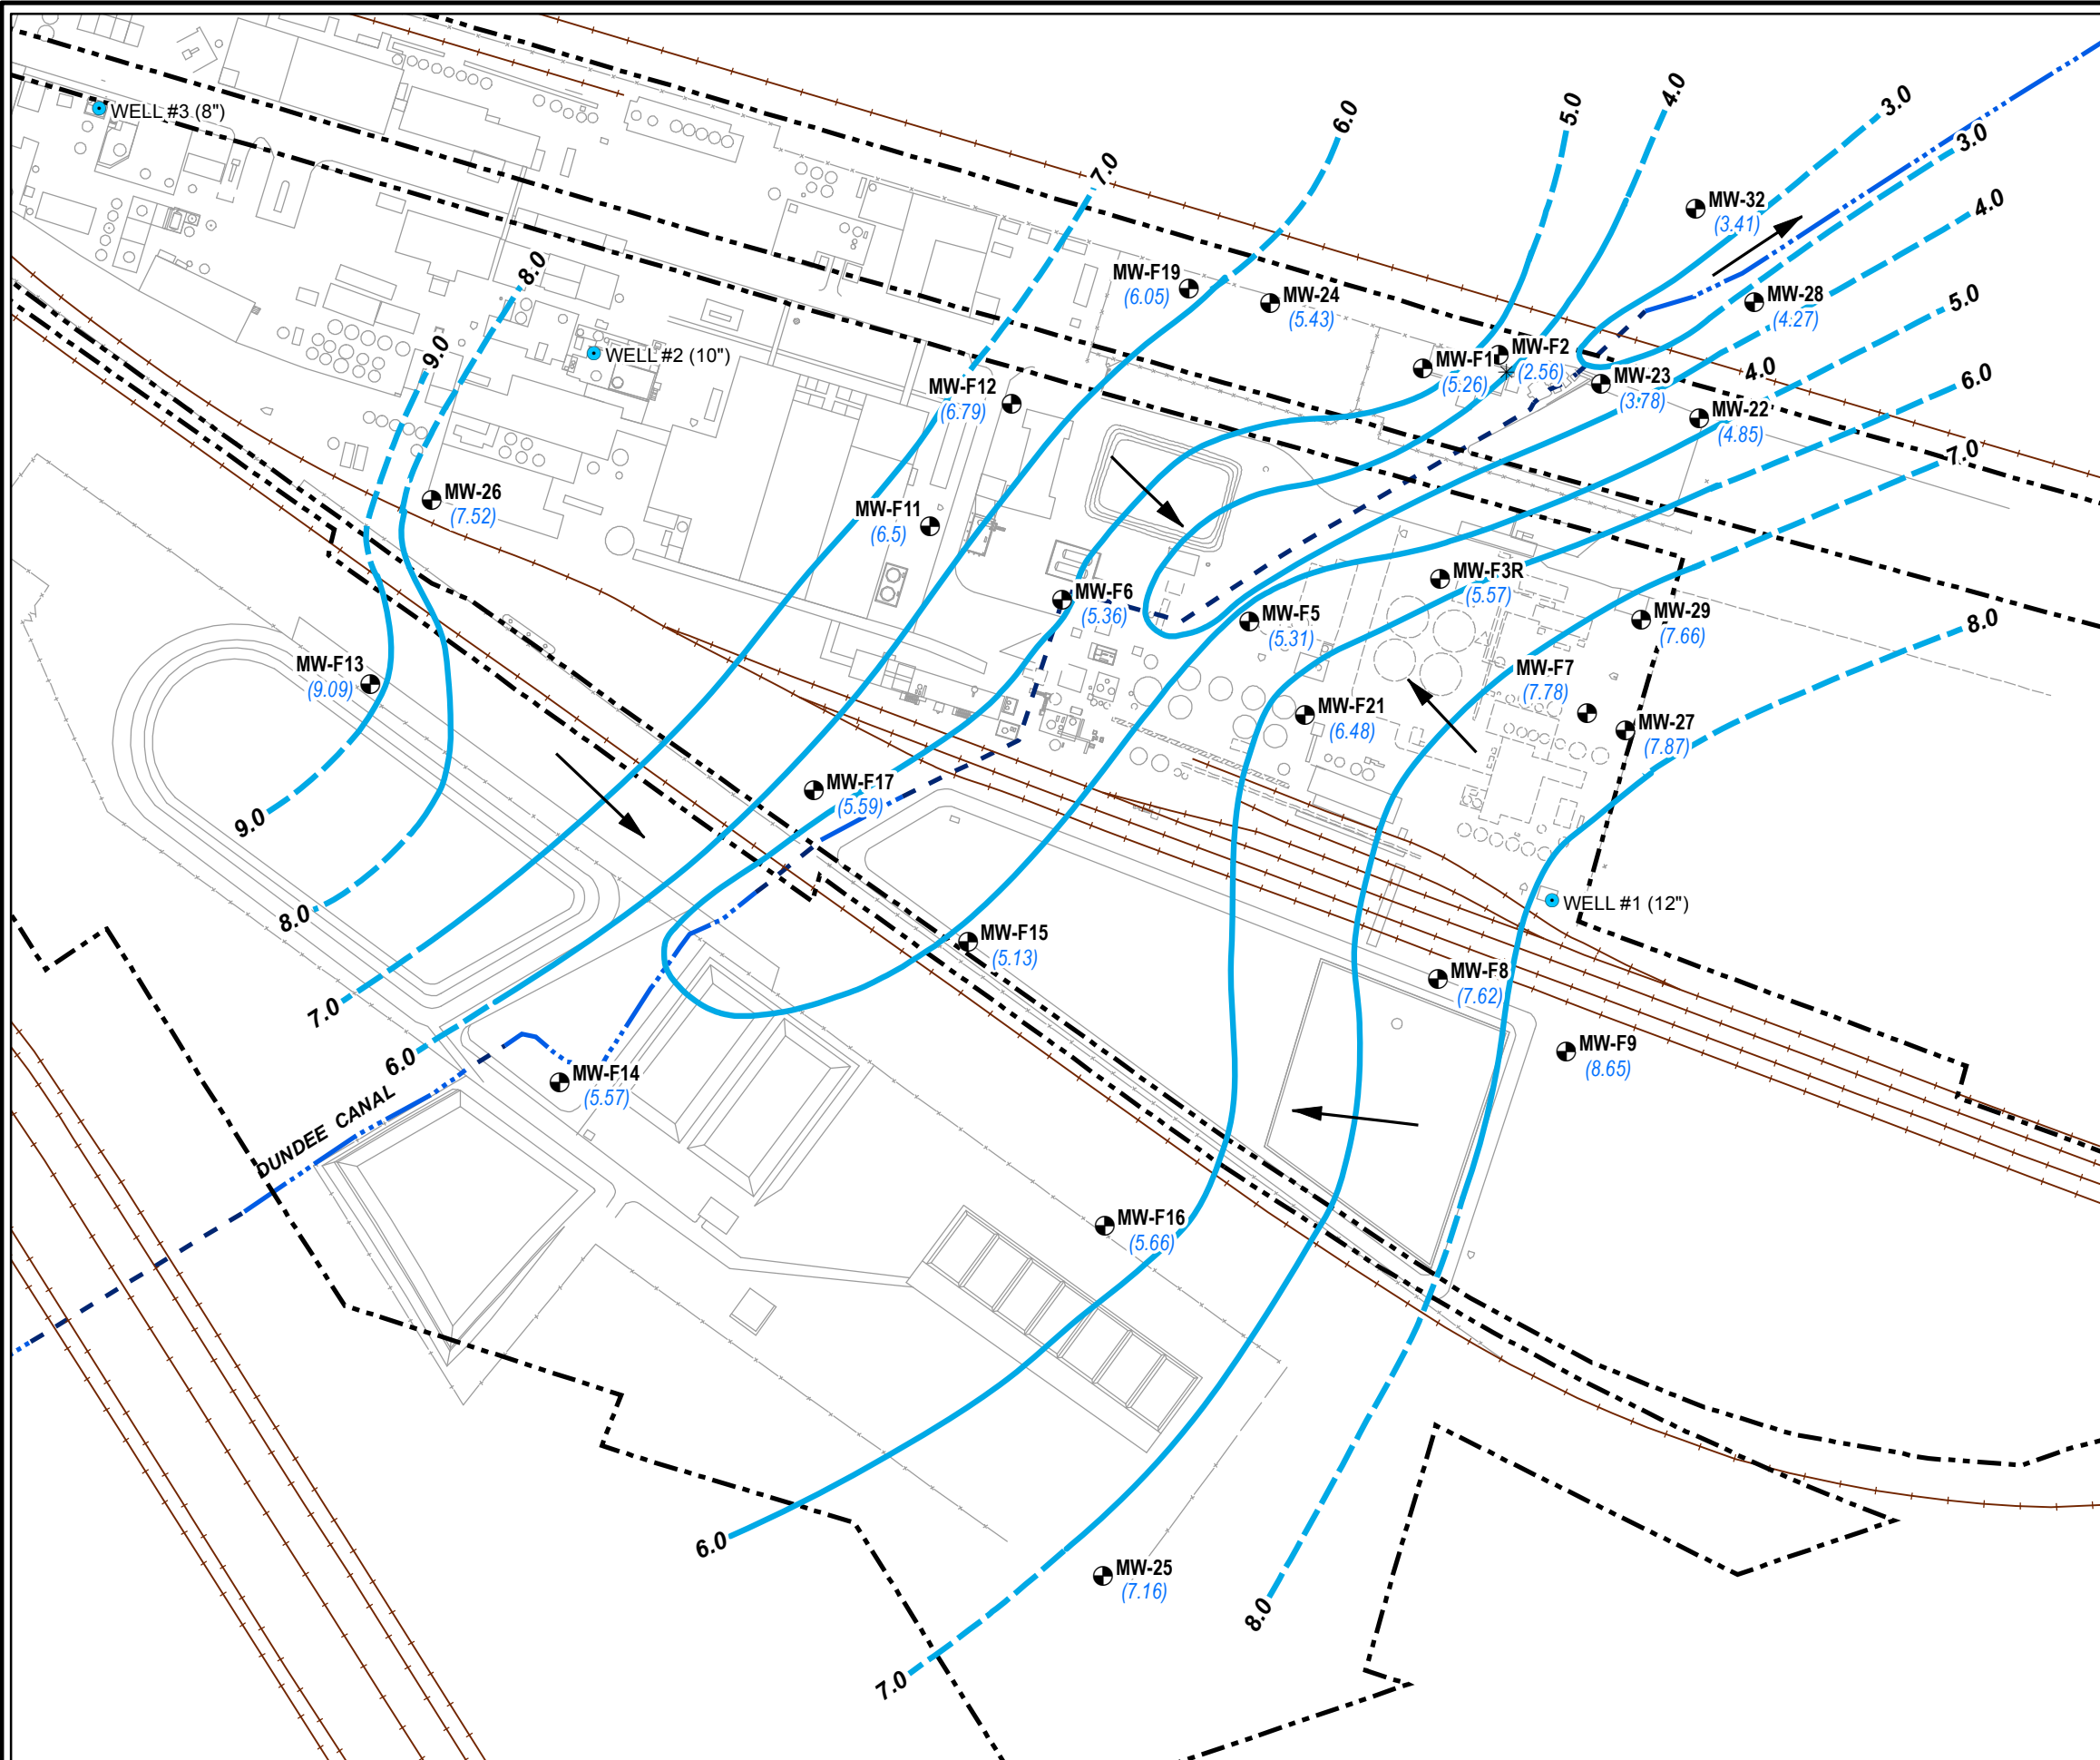 WELL #3 (8")
7.0
6.0
5.0
4.0
3.0
3.0
4.0
MW-32
(3.41)
8.0
MW-F19
(6.05)
MW-24
(5.43)
MW-28
(4.27)
5.0
9.0
WELL #2 (10")
MW-F1
(5.26)
MW-F2
(2.56)
MW-23
(3.78)
4.0
6.0
MW-F12
(6.79)
MW-22
(4.85)
7.0
MW-26
(7.52)
MW-F11
(6.5)
MW-F6
(5.36)
MW-F5
(5.31)
MW-F3R
(5.57)
MW-29
(7.66)
8.0
MW-F13
(9.09)
MW-F7
(7.78)
MW-F21
(6.48)
MW-27
(7.87)
MW-F17
(5.59)
9.0
8.0
WELL #1 (12")
MW-F15
(5.13)
MW-F8
(7.62)
7.0
6.0
MW-F14
(5.57)
MW-F9
(8.65)
DUNDEE CANAL
MW-F16
(5.66)
6.0
MW-25
(7.16)
8.0
7.0